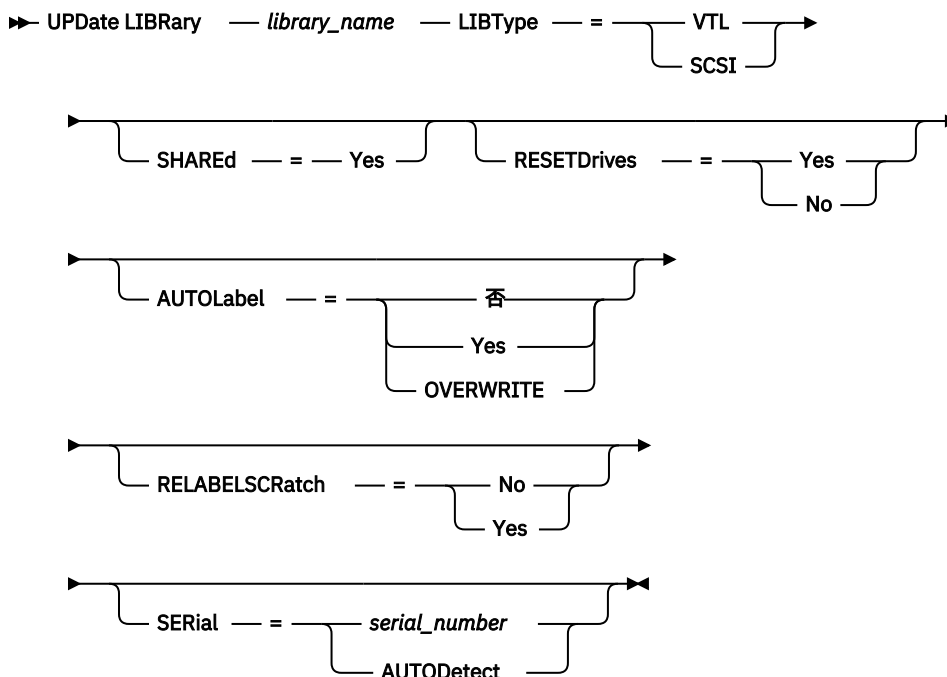 UPDate LIBRary library_name LIBType = VTL
SCSI
SHAREd = Yes RESETDrives = Yes
No
AUTOLabel = 否
Yes
OVERWRITE
RELABELSCRatch = No
Yes
SERial = serial_number
AUTODetect